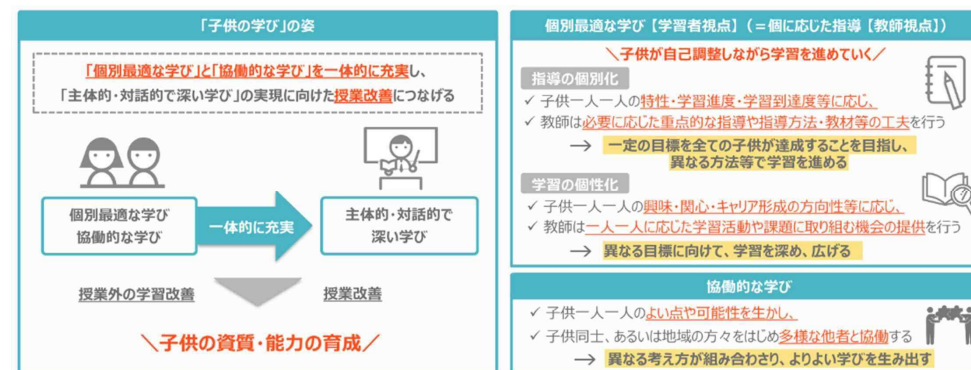 「子供の学び」の姿
「個別最適な学び」と「協働的な学び」を一体的に充実し、
「主体的・対話的で深い学び」の実現に向けた授業改善につなげる
個別最適な学び
協働的な学び
一体的に充実
主体的・対話的で
深い学び
授業外の学習改善
授業改善
＼子供の資質・能力の育成／
個別最適な学び【学習者視点】（＝個に応じた指導【教師視点】）
＼子供が自己調整しながら学習を進めていく／
指導の個別化
✓ 子供一人一人の特性・学習進度・学習到達度等に応じ、
✓ 教師は必要に応じた重点的な指導や指導方法・教材等の工夫を行う
→ 一定の目標を全ての子供が達成することを目指し、
異なる方法等で学習を進める
学習の個性化
✓ 子供一人一人の興味・関心・キャリア形成の方向性等に応じ、
✓ 教師は一人一人に応じた学習活動や課題に取り組む機会の提供を行う
→ 異なる目標に向けて、学習を深め、広げる
協働的な学び
✓ 子供一人一人のよい点や可能性を生かし、
✓ 子供同士、あるいは地域の方々をはじめ多様な他者と協働する
→ 異なる考え方が組み合わさり、よりよい学びを生み出す